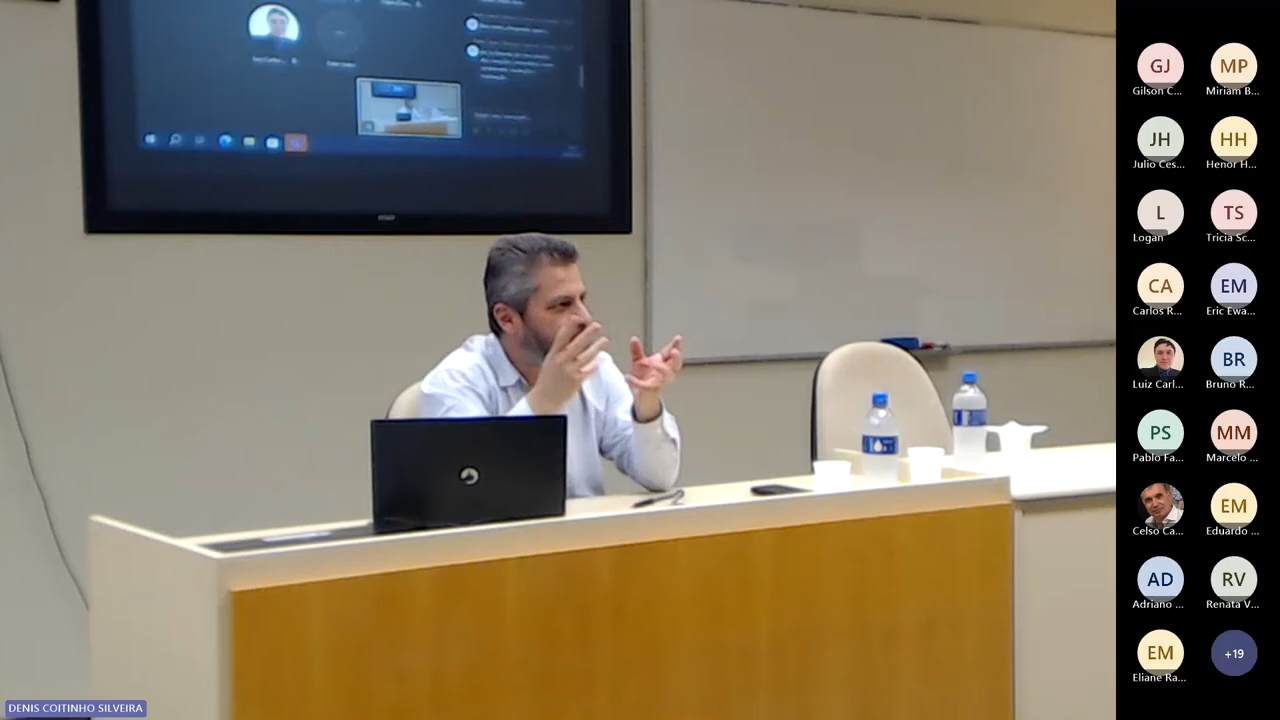 GJ
Gilson C...
MP
Miriam B...
JH
Julio Ces...
HH
Henor H...
L
Logan
TS
Tricia Sc...
CA
Carlos R...
EM
Eric Ewa...
Luiz Carl...
BR
Bruno R...
PS
Pablo Fa...
MM
Marcelo ...
Celso Ca...
EM
Eduardo ...
AD
Adriano ...
RV
Renata V...
EM
Eliane Ra...
+19
DENIS COITINHO SILVEIRA